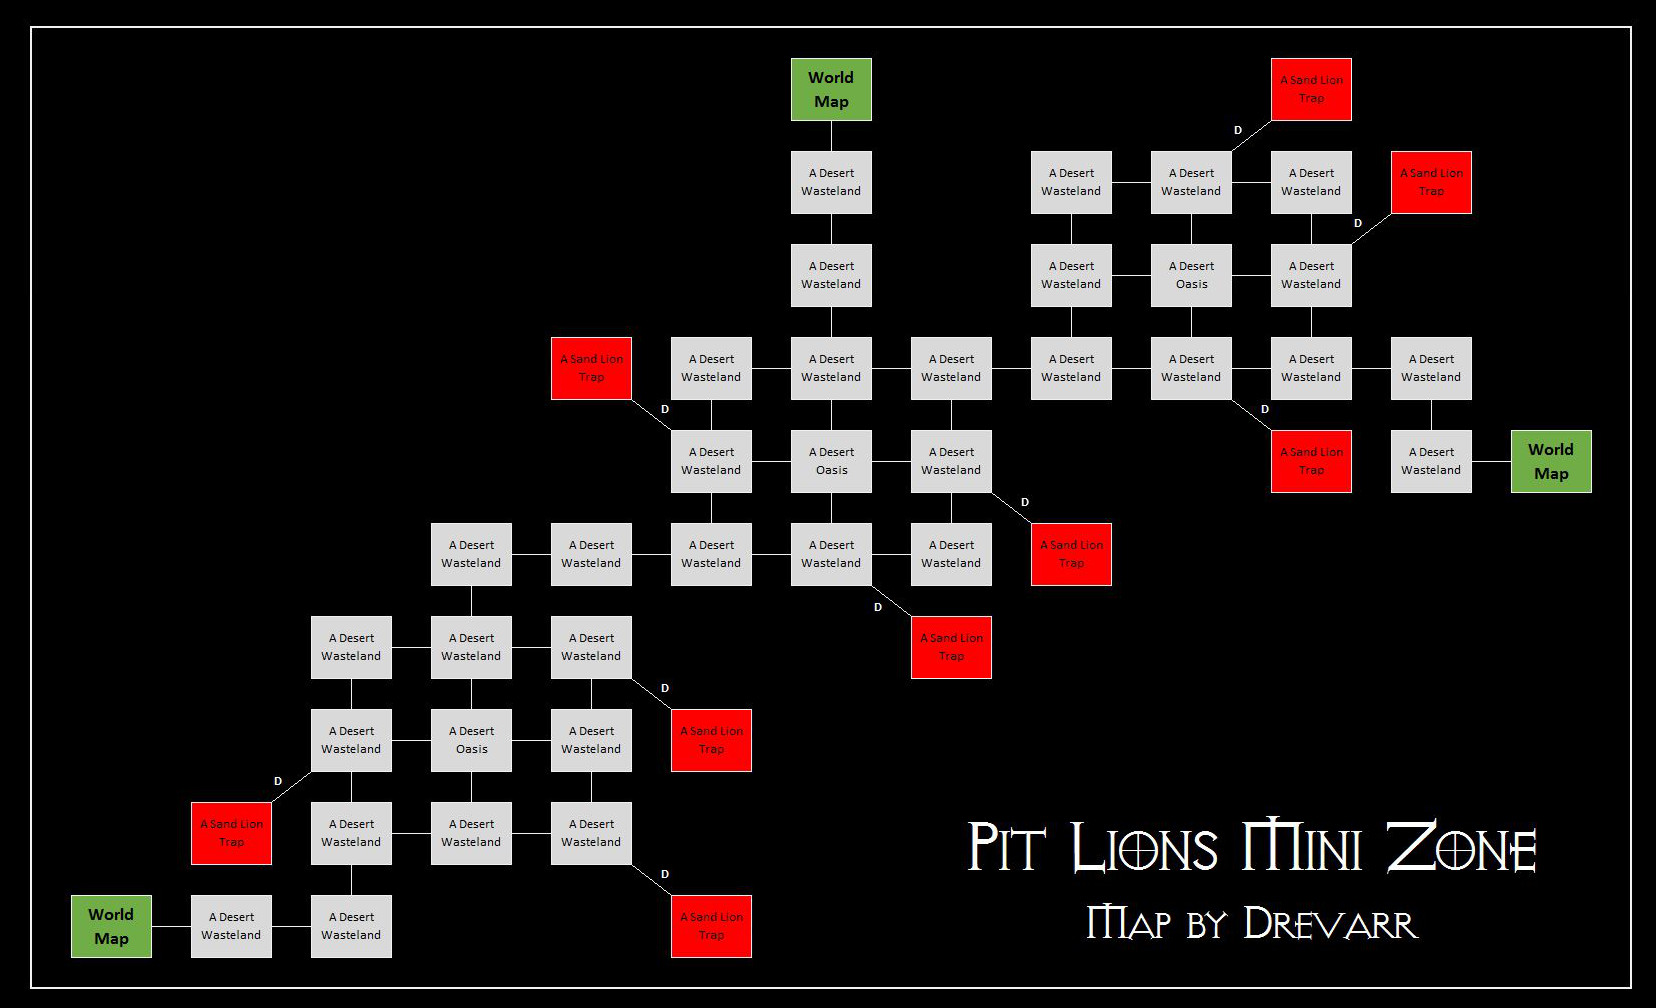 World
Map
A Sand Lion
Trap
D
A Desert
Wasteland
A Desert
Wasteland
A Desert
Wasteland
A Desert
Wasteland
A Sand Lion
Trap
D
A Desert
Wasteland
A Desert
Wasteland
A Desert
Oasis
A Desert
Wasteland
A Sand Lion
Trap
A Desert
Wasteland
A Desert
Wasteland
A Desert
Wasteland
A Desert
Wasteland
A Desert
Wasteland
A Desert
Wasteland
A Desert
Wasteland
D
D
A Desert
Wasteland
A Desert
Oasis
A Desert
Wasteland
A Sand Lion
Trap
A Desert
Wasteland
World
Map
D
A Desert
Wasteland
A Desert
Wasteland
A Desert
Wasteland
A Desert
Wasteland
A Desert
Wasteland
A Sand Lion
Trap
D
A Desert
Wasteland
A Desert
Wasteland
A Desert
Wasteland
A Sand Lion
Trap
D
A Desert
Wasteland
A Desert
Oasis
A Desert
Wasteland
A Sand Lion
Trap
D
A Sand Lion
Trap
A Desert
Wasteland
A Desert
Wasteland
A Desert
Wasteland
D
World
Map
A Desert
Wasteland
A Desert
Wasteland
A Sand Lion
Trap
Pit Lions Mini Zone
Map by Drevarr